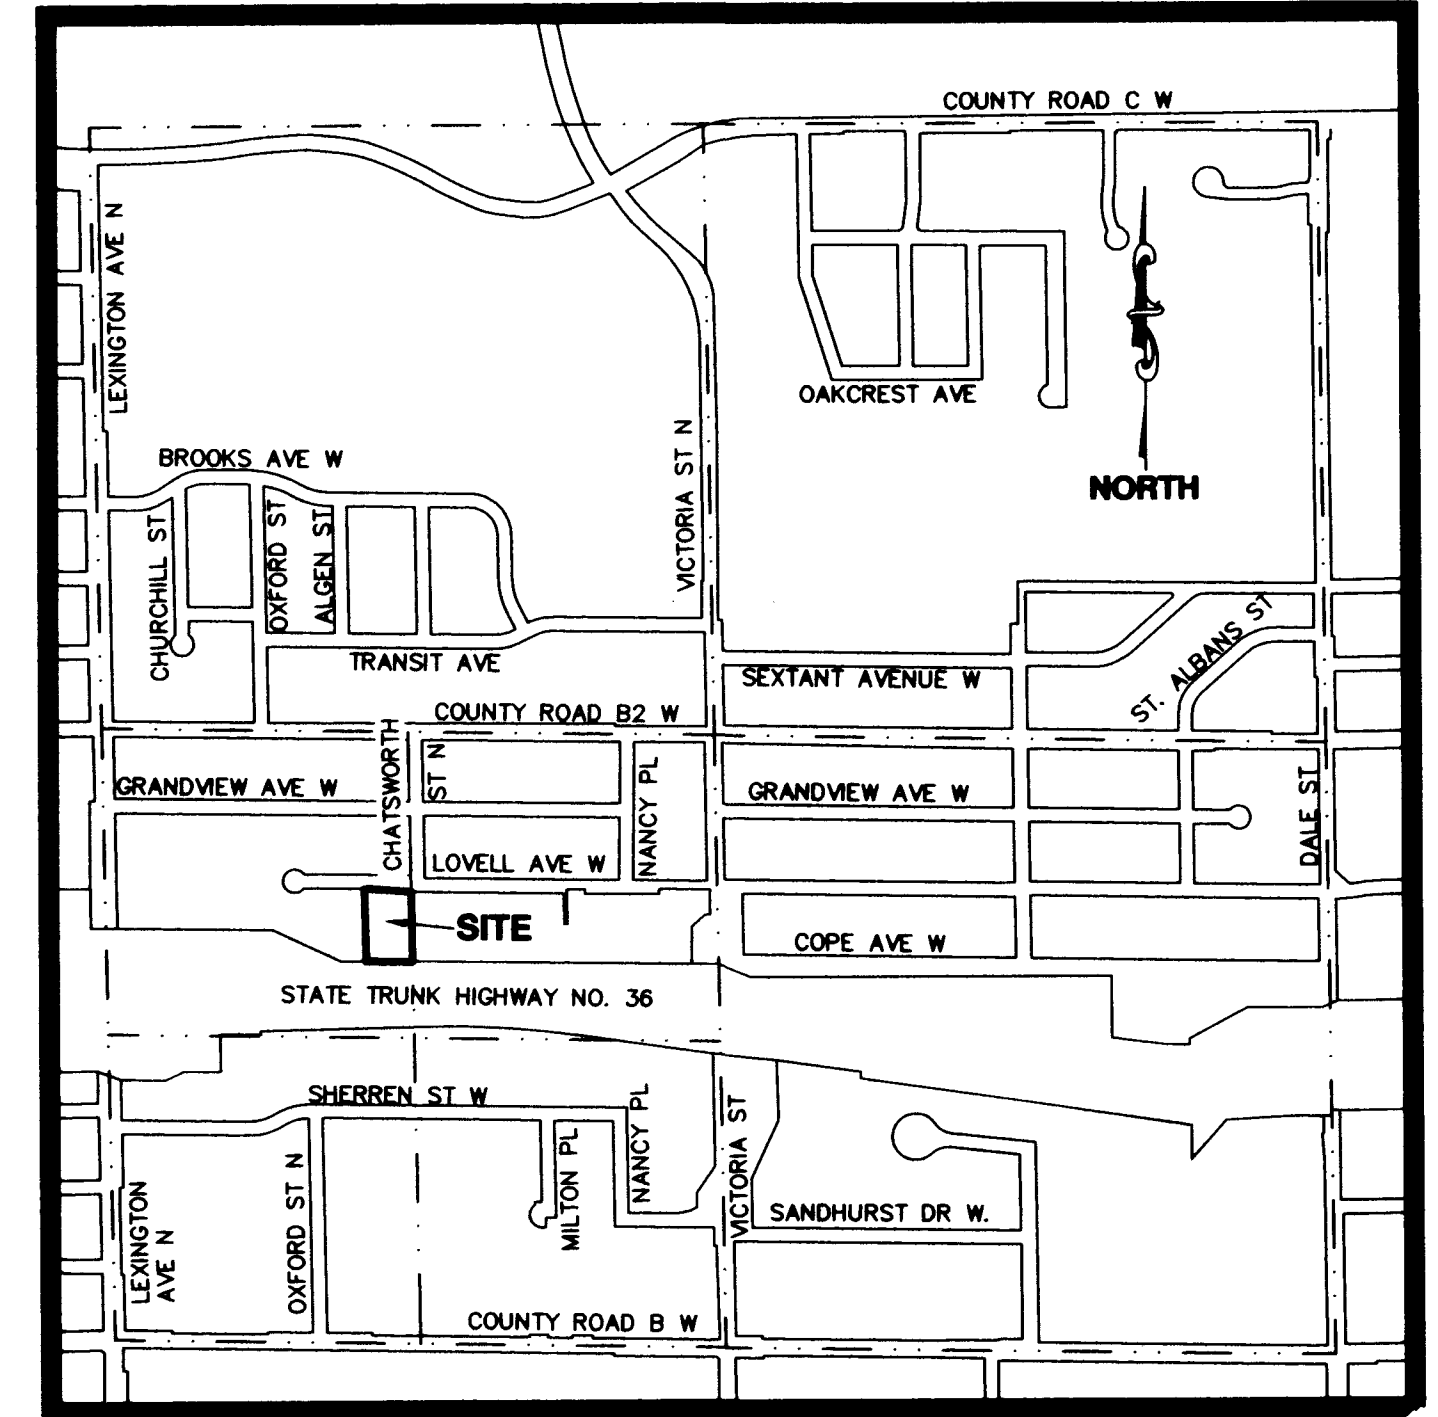 COUNTY ROAD C W
LEXINGTON AVE N
OAKCREST AVE
VICTORIA ST N
BROOKS AVE W
NORTH
CHURCHILL ST
OXFORD ST
ALGEN ST
TRANSIT AVE
SEXTANT AVENUE W
ST. ALBANS ST
COUNTY ROAD B2 W
CHATSWORTH
ST N
GRANDVIEW AVE W
NANCY PL
GRANDVIEW AVE W
DALE ST
LOVELL AVE W
SITE
COPE AVE W
STATE TRUNK HIGHWAY NO. 36
SHERREN ST W
NANCY PL
VICTORIA ST
MILTON PL
OXFORD ST N
LEXINGTON
AVE N
SANDHURST DR W.
COUNTY ROAD B W